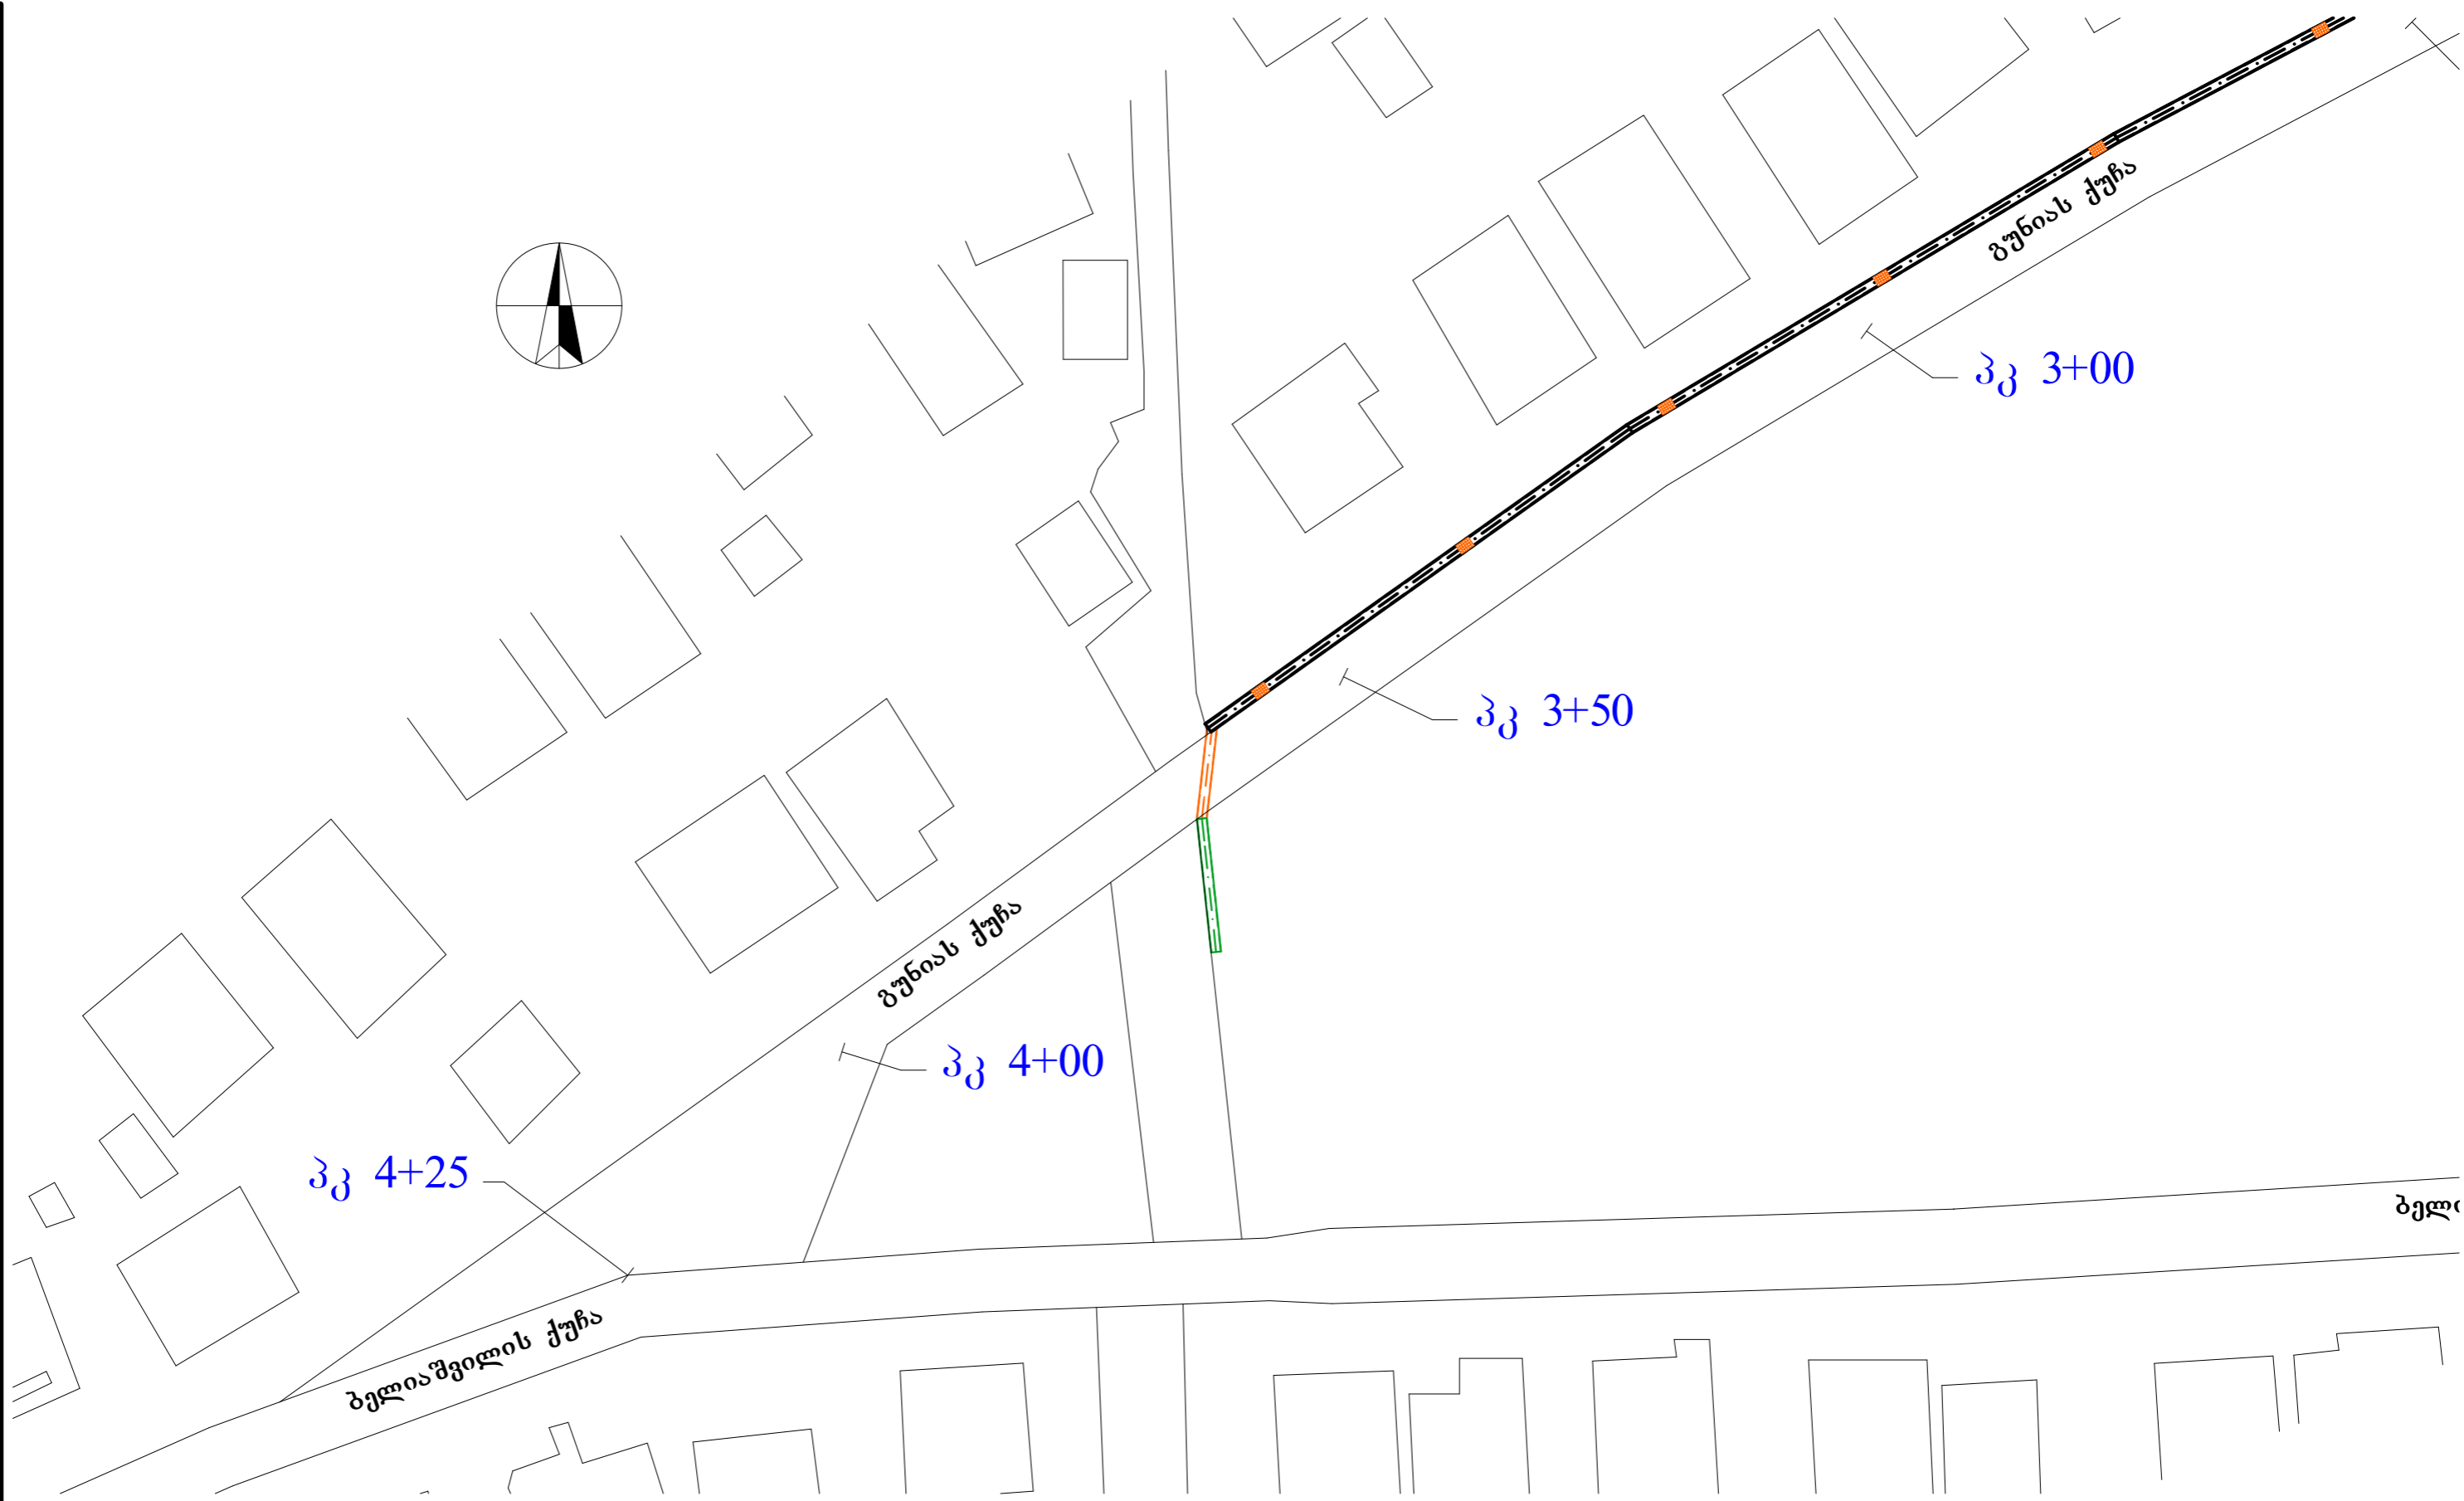 გუნიას ქუჩა
პკ 3+00
პკ 3+50
გუნიას ქუჩა
პკ 4+00
პკ 4+25
ბელიაშვილის ქუჩა